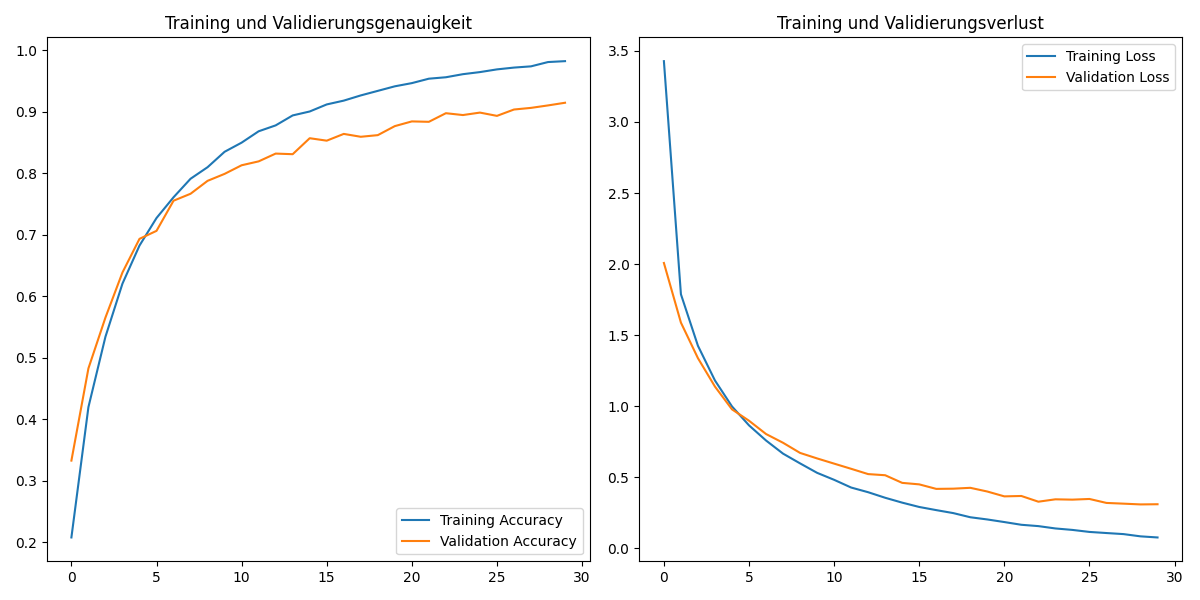 Training und Validierungsgenauigkeit
1.0
0.9
0.8
0.7
0.6
0.5
0.4
0.3
0.2
Training Accuracy
Validation Accuracy
0 5 10 15 20 25 30
Training und Validierungsverlust
3.5
3.0
2.5
2.0
1.5
1.0
0.5
0.0
Training Loss
Validation Loss
0 5 10 15 20 25 30